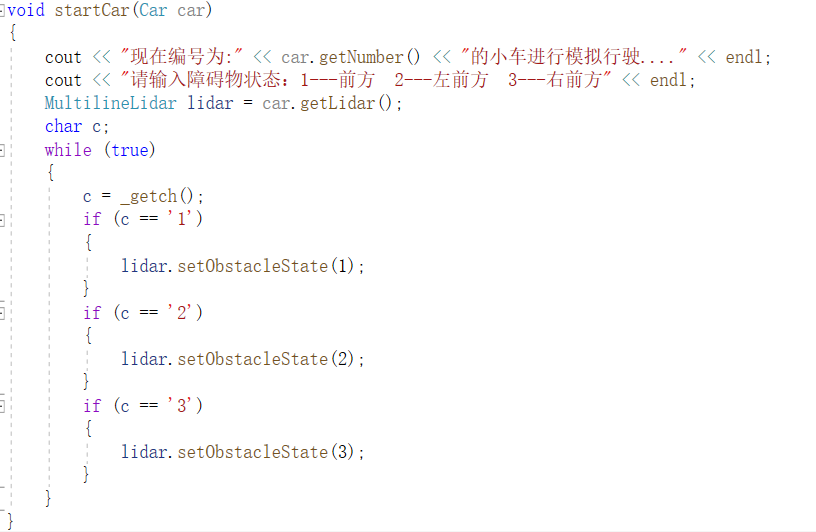 void startCar(Car car)
{
cout << "现在编号为:" << car.getNumber() << "的小车进行模拟行驶...." << endl;
cout << "请输入障碍物状态：1---前方  2---左前方  3---右前方" << endl;
MultilineLidar lidar = car.getLidar();
char c;
while (true)
{
c = _getch();
if (c == '1')
{
lidar.setObstacleState(1);
}
if (c == '2')
{
lidar.setObstacleState(2);
}
if (c == '3')
{
lidar.setObstacleState(3);
}
}
}